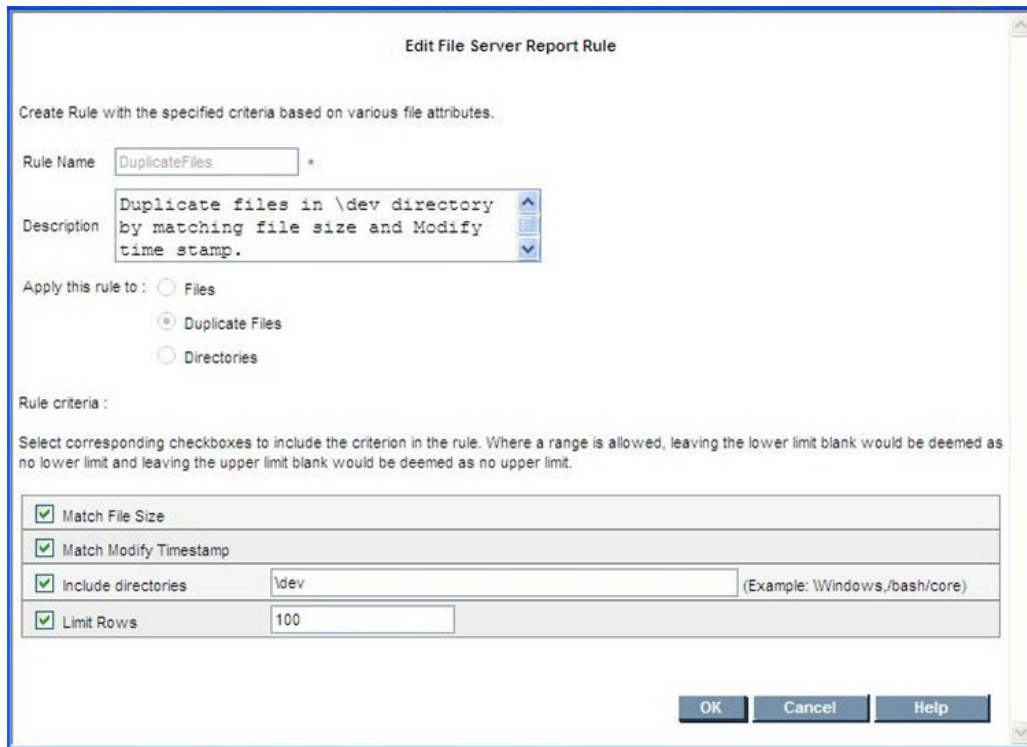 Edit File Server Report Rule
Create Rule with the specified criteria based on various file attributes.
Rule Name DuplicateFiles *
Description Duplicate files in \dev directory
by matching file size and Modify
time stamp.
Apply this rule to : Files
Duplicate Files
Directories
Rule criteria :
Select corresponding checkboxes to include the criterion in the rule. Where a range is allowed, leaving the lower limit blank would be deemed as
no lower limit and leaving the upper limit blank would be deemed as no upper limit.
Match File Size
Match Modify Timestamp
Include directories \dev (Example: \Windows,/bash/core)
Limit Rows 100
OK Cancel Help